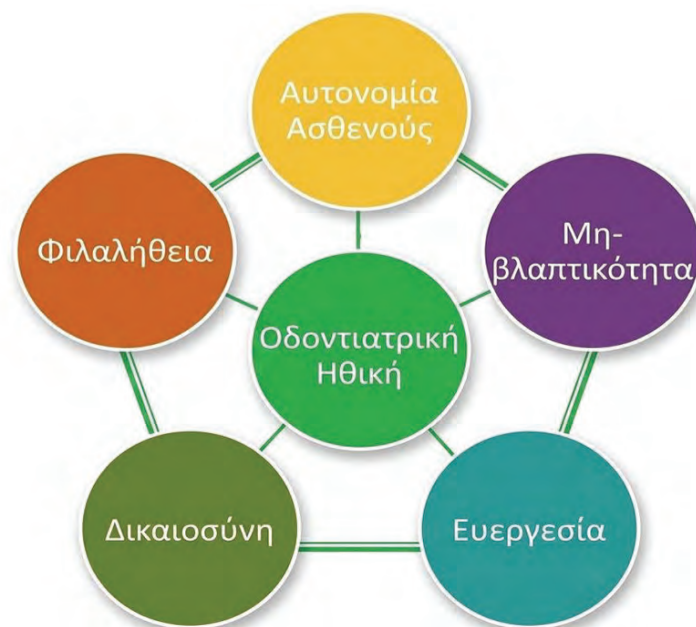 Αυτονομία
Ασθενούς
Φιλαλήθεια
Μη-
βλαπτικότητα
Οδοντιατρική
Ηθική
Δικαιοσύνη
Ευεργεσία